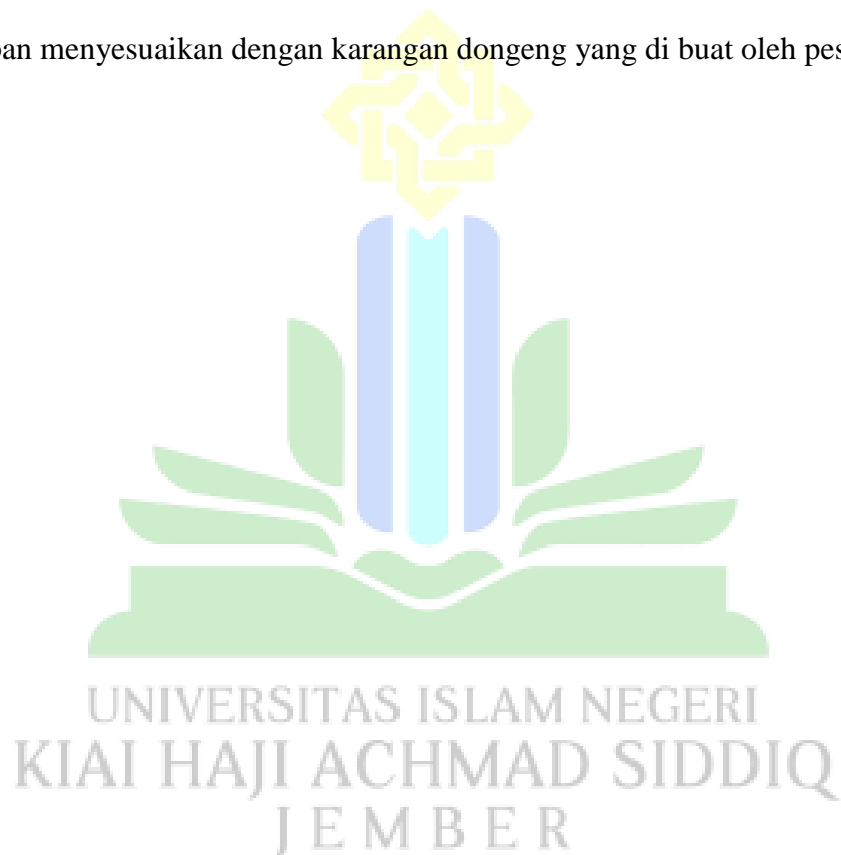 menyesuaikan dengan karangan dongeng yang di buat oleh
UNIVERSITAS ISLAM NEGERI
KIAI HAJI ACHMAD SIDDIQ
JEMBER